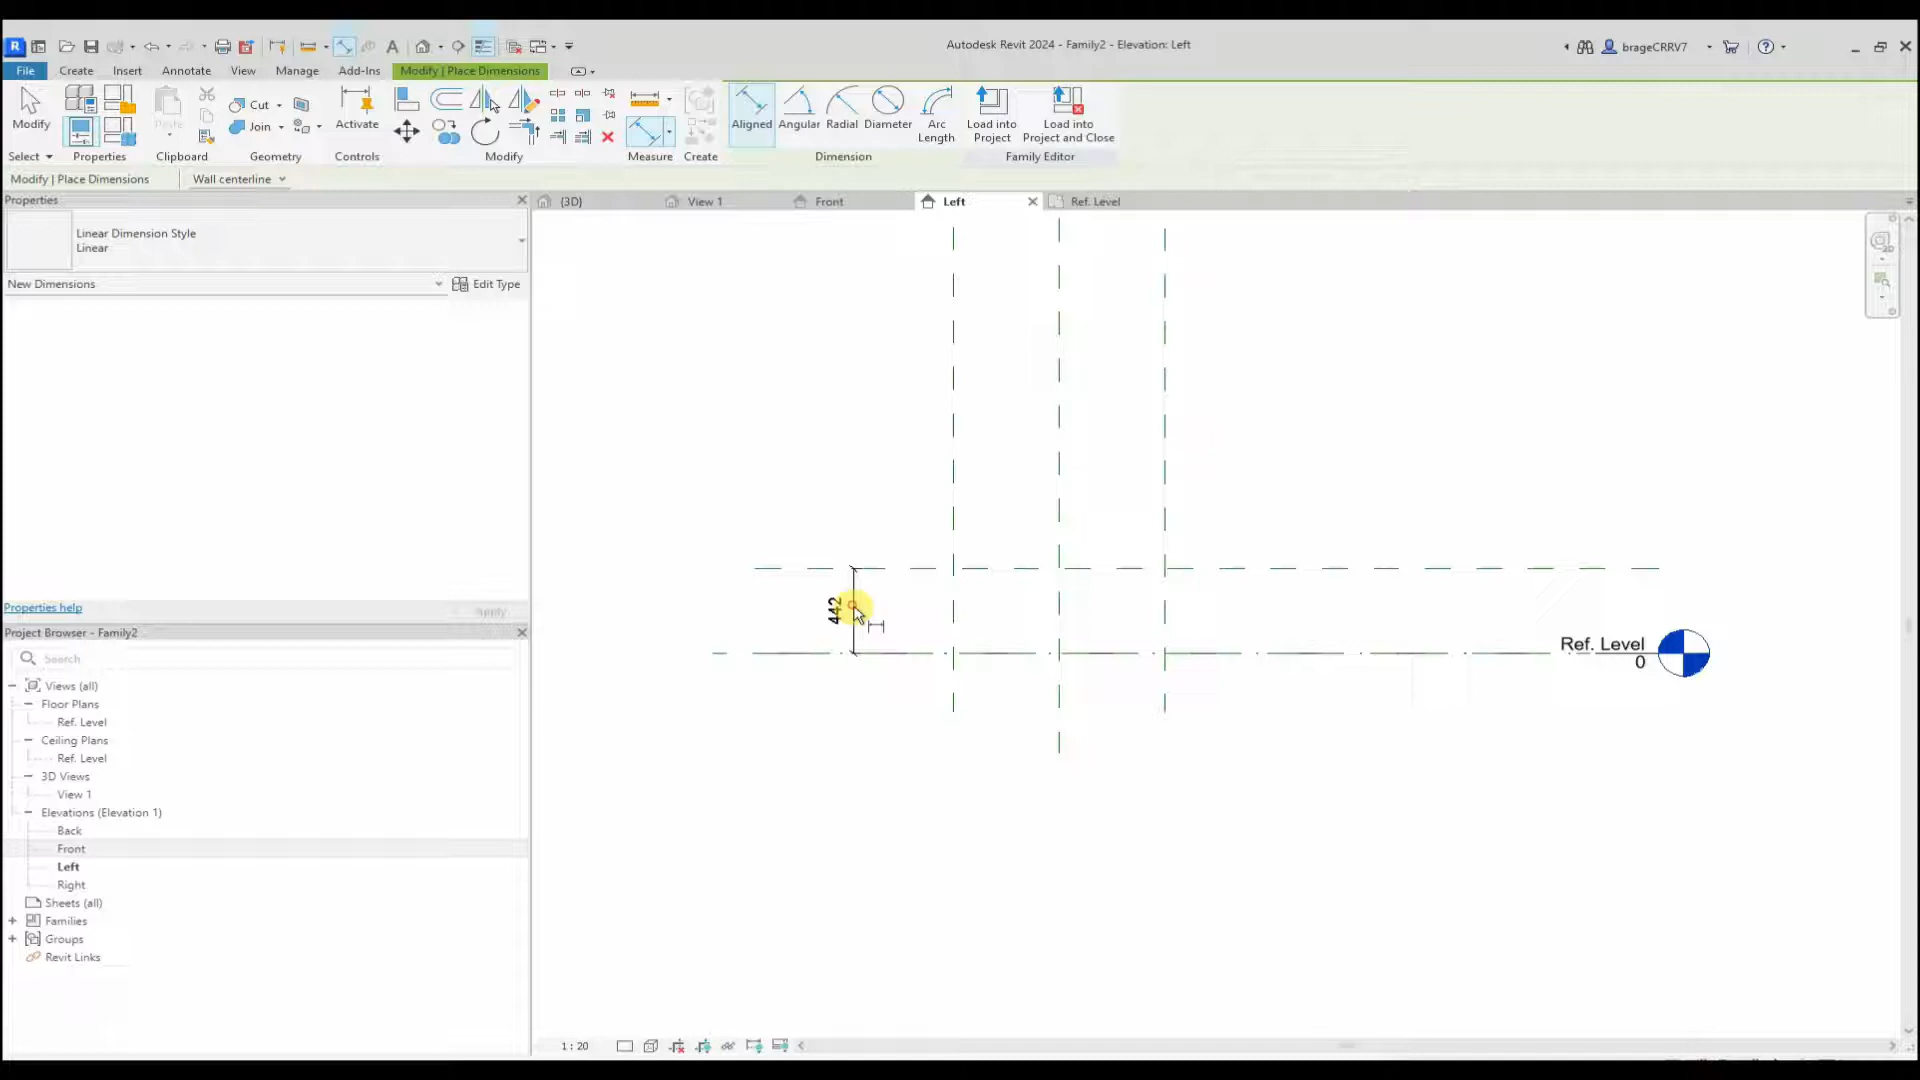 Autodesk Revit 2024 - Family2 - Elevation: Left
brageCRRV7
File Create Insert Annotate View Manage Add-Ins Modify | Place Dimensions
Modify
Paste
Cut
Join
Activate
Aligned Angular Radial Diameter Arc Length
Load into Project
Load into Project and Close
Select Properties Clipboard Geometry Controls Modify Measure Create Dimension Family Editor
Modify | Place Dimensions Wall centerline
Properties
Linear Dimension Style
Linear
New Dimensions Edit Type
Properties help Apply
Project Browser - Family2
Search
Views (all)
Floor Plans
Ref. Level
Ceiling Plans
Ref. Level
3D Views
View 1
Elevations (Elevation 1)
Back
Front
Left
Right
Sheets (all)
Families
Groups
Revit Links
(3D) View 1 Front Left Ref. Level
442
Ref. Level
0
1 : 20